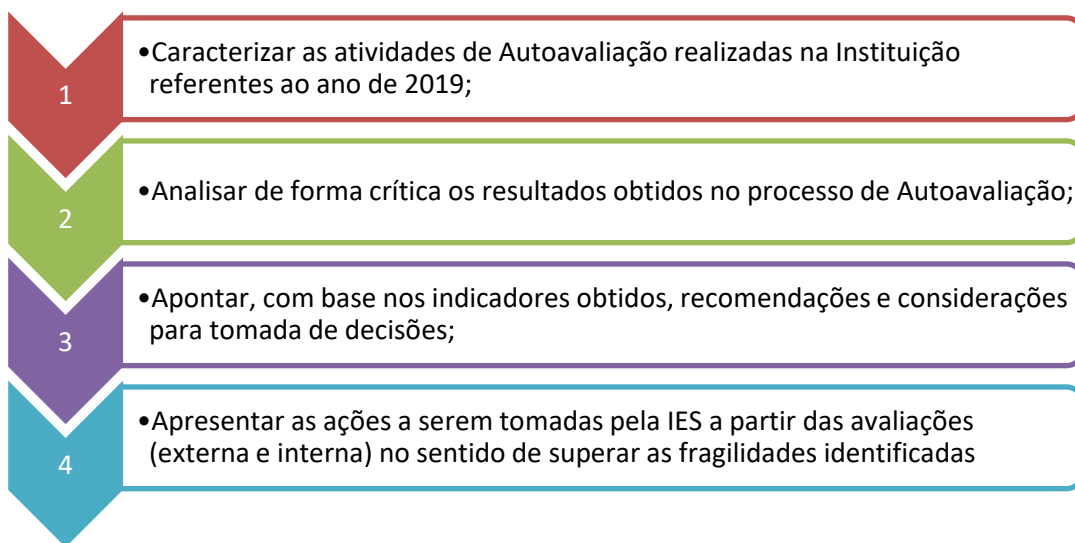 1
•Caracterizar as atividades de Autoavaliação realizadas na Instituição
referentes ao ano de 2019;
2
•Analisar de forma crítica os resultados obtidos no processo de Autoavaliação;
3
•Apontar, com base nos indicadores obtidos, recomendações e considerações
para tomada de decisões;
4
•Apresentar as ações a serem tomadas pela IES a partir das avaliações
(externa e interna) no sentido de superar as fragilidades identificadas